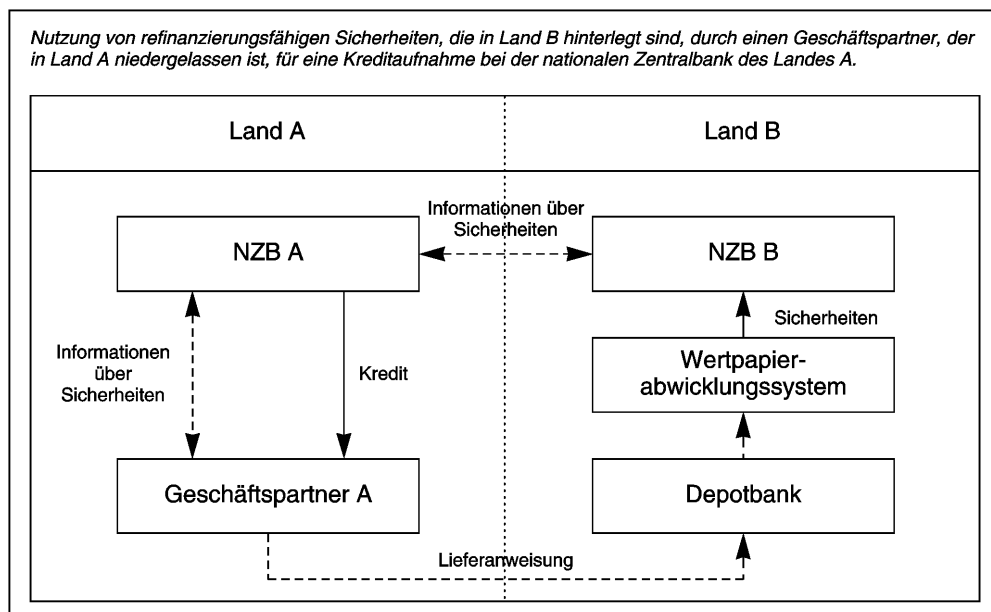 Nutzung von refinanzierungsfähigen Sicherheiten, die in Land B hinterlegt sind, durch einen Geschäftspartner, der
in Land A niedergelassen ist, für eine Kreditaufnahme bei der nationalen Zentralbank des Landes A.
Land A
Land B
Informationen über
Sicherheiten
NZB A
NZB B
Sicherheiten
Informationen
über
Sicherheiten
Kredit
Wertpapier-
abwicklungssystem
Geschäftspartner A
Depotbank
Lieferanweisung